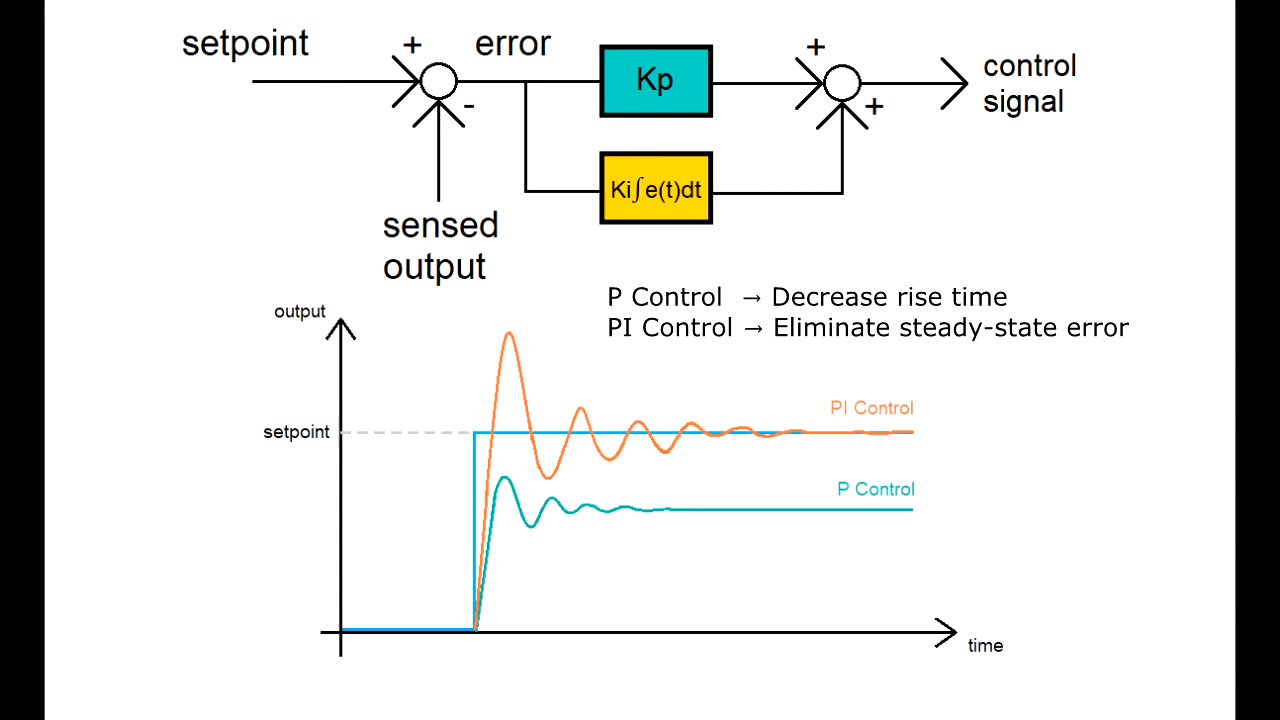 setpoint
+
error
Kp
+
control
signal
-
+
Ki∫e(t)dt
sensed
output
P Control → Decrease rise time
PI Control → Eliminate steady-state error
output
PI Control
setpoint
P Control
time